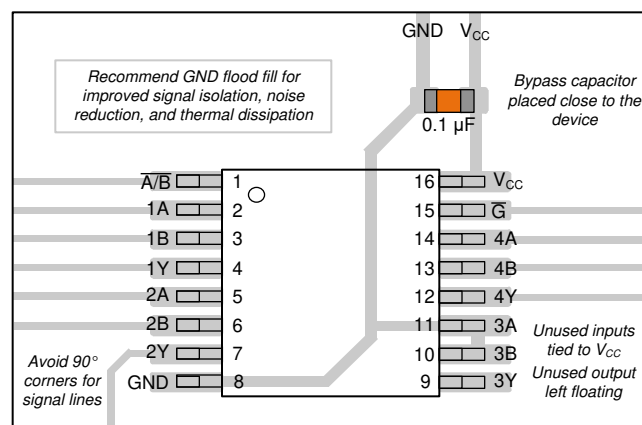 GND VCC
Recommend GND flood fill for
improved signal isolation, noise
reduction, and thermal dissipation
Bypass capacitor
placed close to the
device
0.1 µF
A/B 1 16 VCC
1A 2 15 G
1B 3 14 4A
1Y 4 13 4B
2A 5 12 4Y
2B 6 11 3A
2Y 7 10 3B
GND 8 9 3Y
Avoid 90°
corners for
signal lines
Unused inputs
tied to VCC
Unused output
left floating